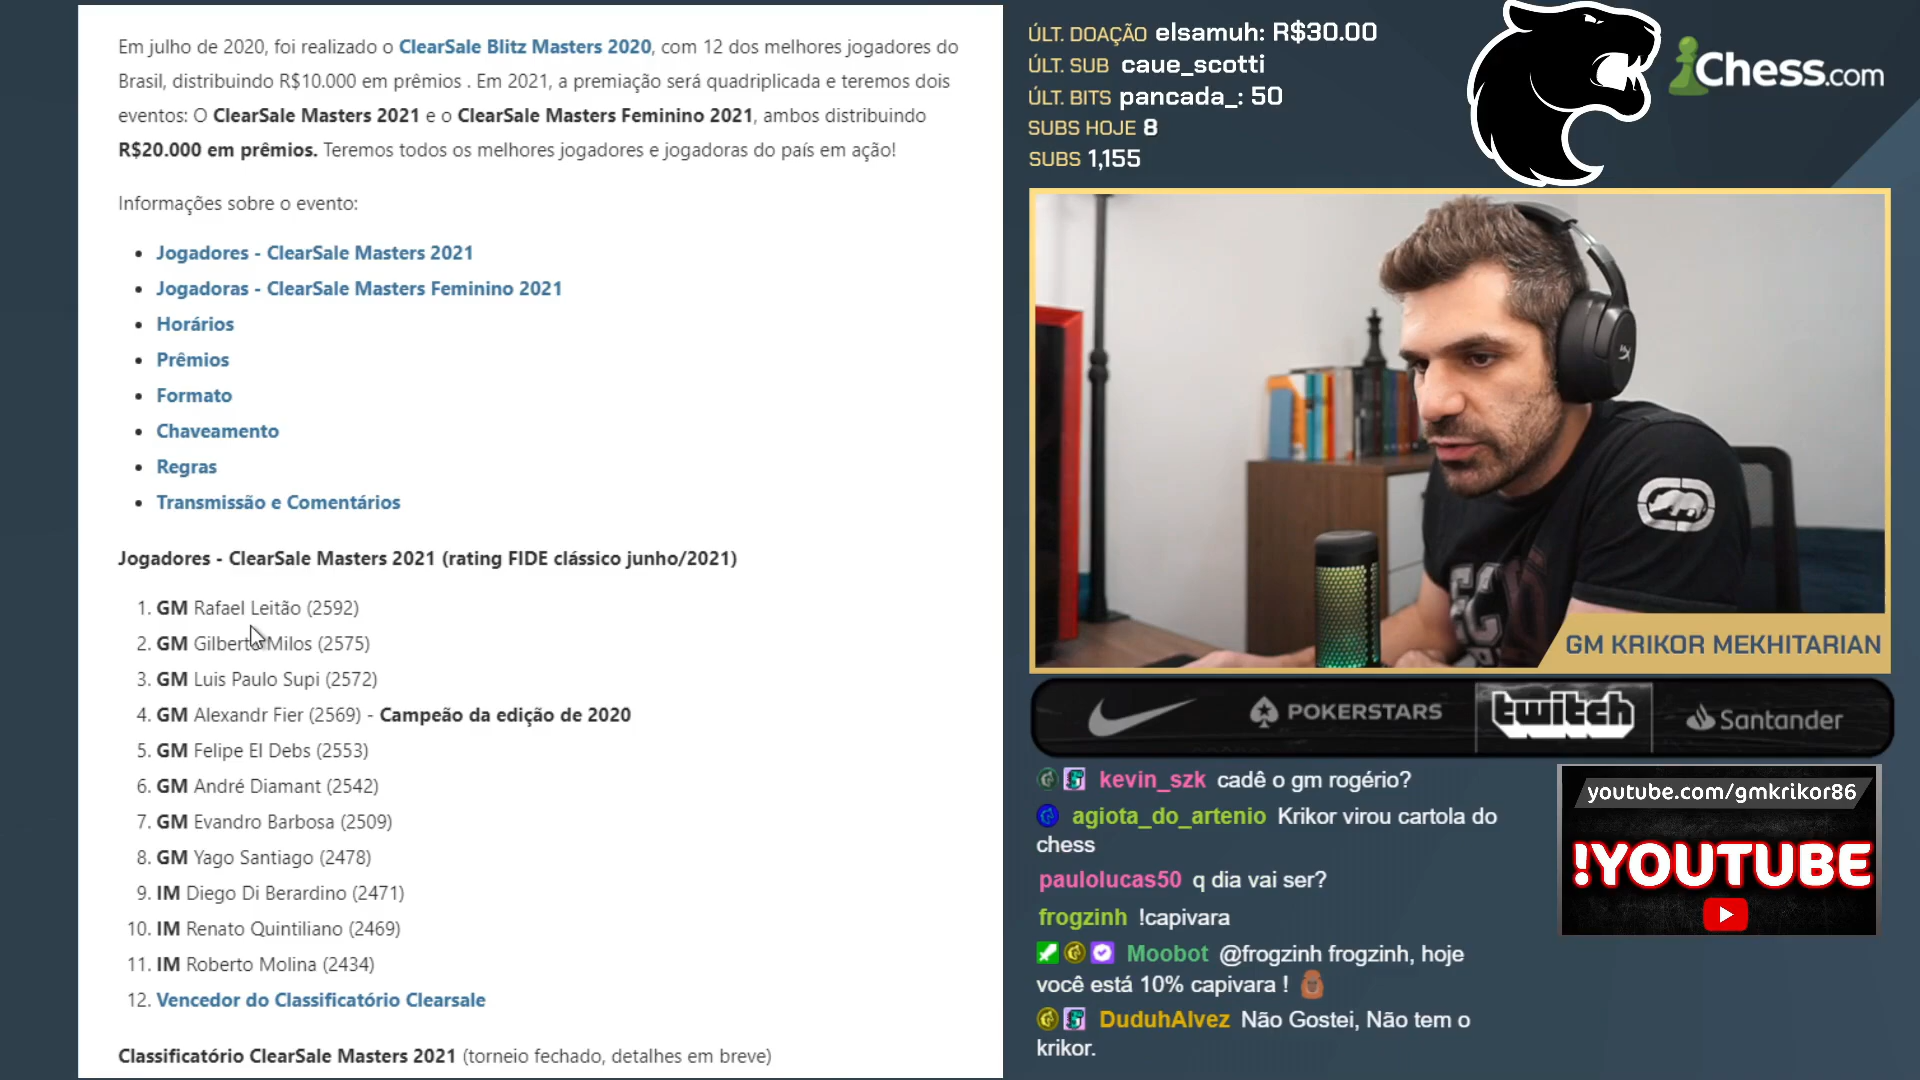 Em julho de 2020, foi realizado o ClearSale Blitz Masters 2020, com 12 dos melhores jogadores do
Brasil, distribuindo R$10.000 em prêmios . Em 2021, a premiação será quadriplicada e teremos dois
eventos: O ClearSale Masters 2021 e o ClearSale Masters Feminino 2021, ambos distribuindo
R$20.000 em prêmios. Teremos todos os melhores jogadores e jogadoras do país em ação!
Informações sobre o evento:
Jogadores - ClearSale Masters 2021
Jogadoras - ClearSale Masters Feminino 2021
Horários
Prêmios
Formato
Chaveamento
Regras
Transmissão e Comentários
Jogadores - ClearSale Masters 2021 (rating FIDE clássico junho/2021)
1. GM Rafael Leitão (2592)
2. GM Gilberto Milos (2575)
3. GM Luis Paulo Supi (2572)
4. GM Alexandr Fier (2569) - Campeão da edição de 2020
5. GM Felipe El Debs (2553)
6. GM André Diamant (2542)
7. GM Evandro Barbosa (2509)
8. GM Yago Santiago (2478)
9. IM Diego Di Berardino (2471)
10. IM Renato Quintiliano (2469)
11. IM Roberto Molina (2434)
12. Vencedor do Classificatório Clearsale
Classificatório ClearSale Masters 2021 (torneio fechado, detalhes em breve)
ÚLT. DOAÇÃO elsamuh: R$30.00
ÚLT. SUB caue_scotti
ÚLT. BITS pancada_: 50
SUBS HOJE 8
SUBS 1,155
Chess.com
GM KRIKOR MEKHITARIAN
POKERSTARS
twitch
Santander
kevin_szk cadê o gm rogério?
agiota_do_artenio Krikor virou cartola do
chess
paulolucas50 q dia vai ser?
frogzinh !capivara
Moobot @frogzinh frogzinh, hoje
você está 10% capivara !
DuduhAlvez Não Gostei, Não tem o
krikor.
youtube.com/gmkrikor86
!YOUTUBE